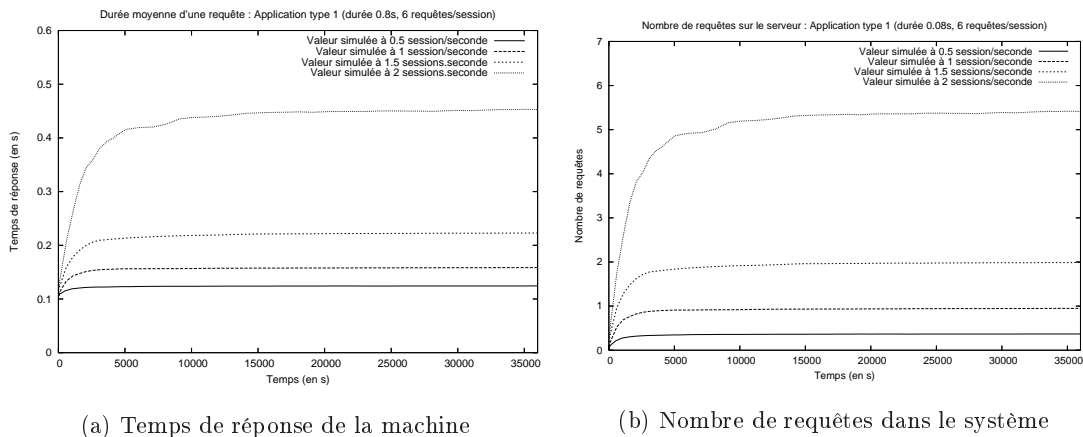 Durée moyenne d'une requête : Application type 1 (durée 0.8s, 6 requêtes/session)
Valeur simulée à 0.5 session/seconde
Valeur simulée à 1 session/seconde
Valeur simulée à 1.5 sessions.seconde
Valeur simulée à 2 sessions.seconde
0.6
0.5
0.4
0.3
0.2
0.1
0
Temps de réponse (en s)
0 5000 10000 15000 20000 25000 30000 35000
Temps (en s)
(a) Temps de réponse de la machine
Nombre de requêtes sur le serveur : Application type 1 (durée 0.08s, 6 requêtes/session)
Valeur simulée à 0.5 session/seconde
Valeur simulée à 1 session/seconde
Valeur simulée à 1.5 sessions/seconde
Valeur simulée à 2 sessions/seconde
7
6
5
4
3
2
1
0
Nombre de requêtes
0 5000 10000 15000 20000 25000 30000 35000
Temps (en s)
(b) Nombre de requêtes dans le système